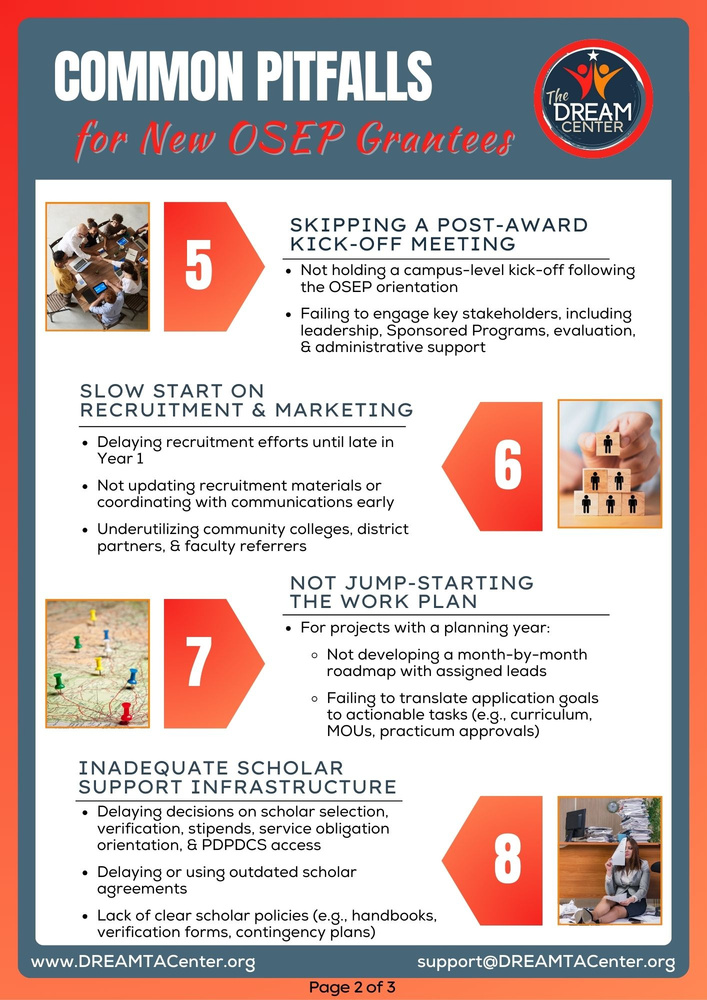 COMMON PITFALLS
for New OSEP Grantees
The
DREAM
CENTER
5
SKIPPING A POST-AWARD
KICK-OFF MEETING
• Not holding a campus-level kick-off following
the OSEP orientation
• Failing to engage key stakeholders, including
leadership, Sponsored Programs, evaluation,
& administrative support
SLOW START ON
RECRUITMENT & MARKETING
• Delaying recruitment efforts until late in
Year 1
• Not updating recruitment materials or
coordinating with communications early
• Underutilizing community colleges, district
partners, & faculty referrers
6
7
NOT JUMP-STARTING
THE WORK PLAN
• For projects with a planning year:
◦ Not developing a month-by-month
roadmap with assigned leads
◦ Failing to translate application goals
to actionable tasks (e.g., curriculum,
MOUs, practicum approvals)
INADEQUATE SCHOLAR
SUPPORT INFRASTRUCTURE
• Delaying decisions on scholar selection,
verification, stipends, service obligation
orientation, & PDPDCS access
• Delaying or using outdated scholar
agreements
• Lack of clear scholar policies (e.g., handbooks,
verification forms, contingency plans)
8
www.DREAMTACenter.org
support@DREAMTACenter.org
Page 2 of 3